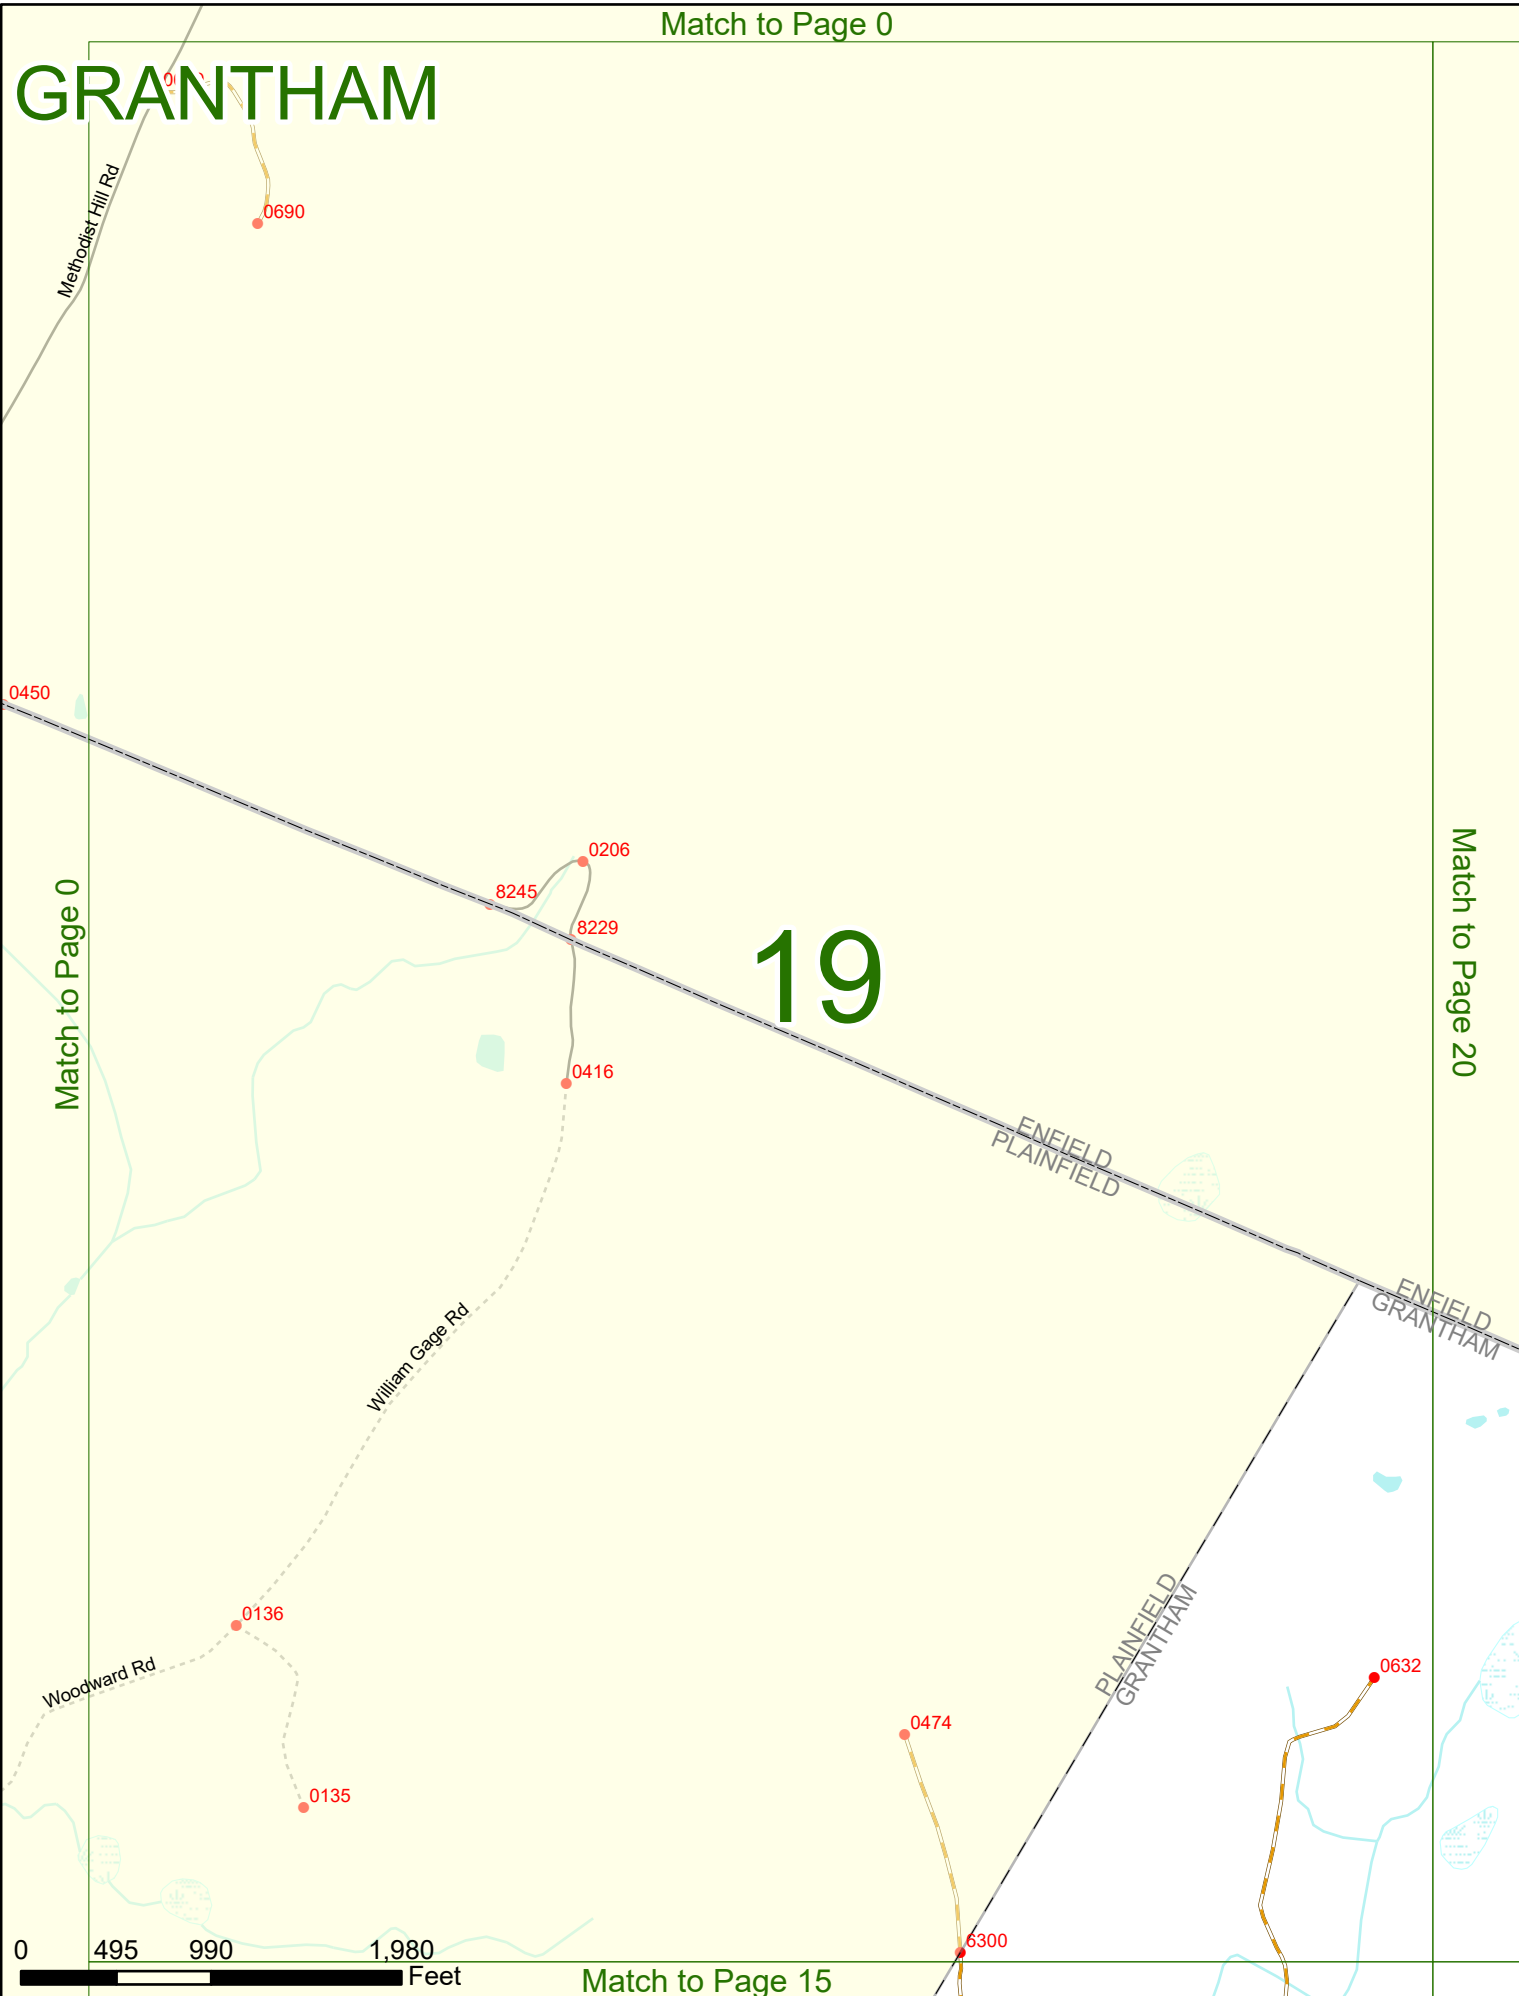 Match to Page 0
GRANTHAM
Methodist Hill Rd
0690
0450
0206
8245
8229
19
Match to Page 0
Match to Page 20
0416
ENFIELD
PLAINFIELD
ENFIELD
GRANTHAM
William Gage Rd
0136
PLAINFIELD
GRANTHAM
Woodward Rd
0632
0474
0135
6300
0 495 990 1,980
Feet
Match to Page 15